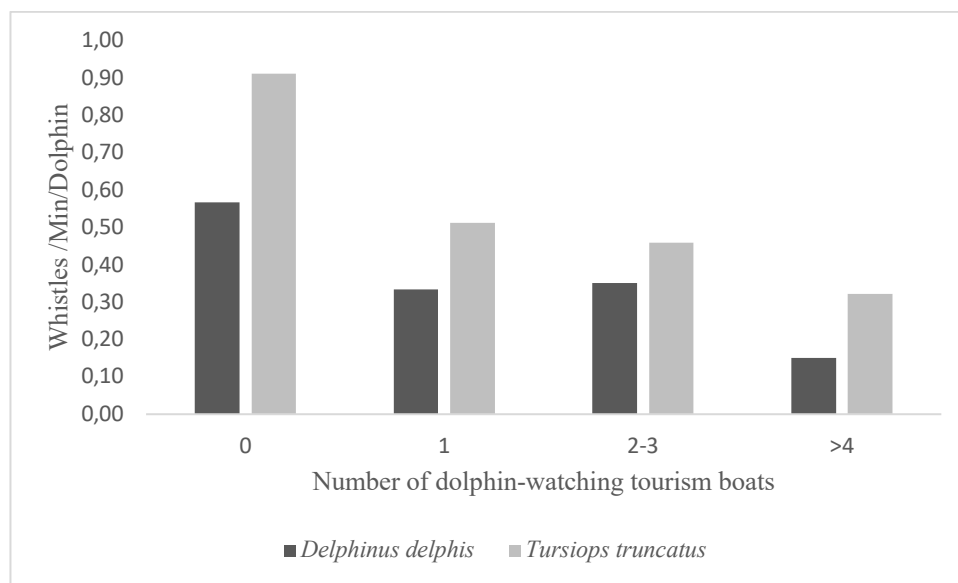 1,00
0,90
0,80
0,70
0,60
0,50
0,40
0,30
0,20
0,10
0,00
Whistles /Min/Dolphin
0 1 2-3 >4
Number of dolphin-watching tourism boats
Delphinus delphis Tursiops truncatus